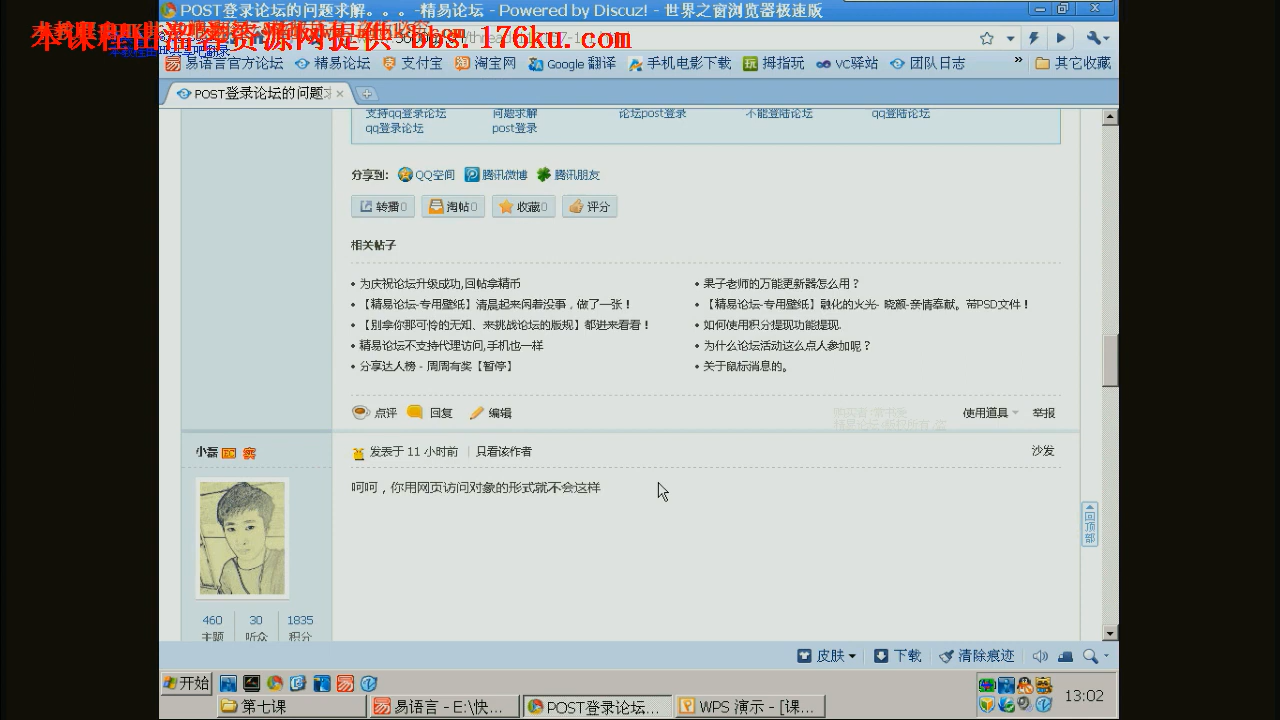 POST登录论坛的问题求解。。。-精易论坛 - Powered by Discuz! - 世界之窗浏览器极速版
本课程由品轩资源网提供 bbs.176ku.com
易语言官方论坛 精易论坛 支付宝 淘宝网 Google 翻译 手机电影下载 拇指玩 VC驿站 团队日志 » 其它收藏
POST登录论坛的问题求
支持qq登录论坛 问题求解 论坛post登录 不能登陆论坛 qq登陆论坛
qq登录论坛 post登录
分享到: QQ空间 腾讯微博 腾讯朋友
转播0 淘帖0 收藏0 评分
相关帖子
• 为庆祝论坛升级成功,回帖拿精币
• 果子老师的万能更新器怎么用？
• 【精易论坛-专用壁纸】清晨起来闲着没事，做了一张！
• 【精易论坛-专用壁纸】融化的火光- 晓颜-亲情奉献。带PSD文件！
• 【别拿你那可怜的无知、来挑战论坛的版规】都进来看看！
• 如何使用积分提现功能提现.
• 精易论坛不支持代理访问,手机也一样
• 为什么论坛活动这么点人参加呢？
• 分享达人榜 - 周周有奖【暂停】
• 关于鼠标消息的。
点评 回复 编辑 使用道具 举报
小磊 发表于 11 小时前 | 只看该作者 沙发
呵呵，你用网页访问对象的形式就不会这样
回顶部
460 30 1835
主题 听众 积分
皮肤 下载 清除痕迹
开始
第七课 易语言 - E:\快... POST登录论坛... WPS 演示 - [课...
13:02